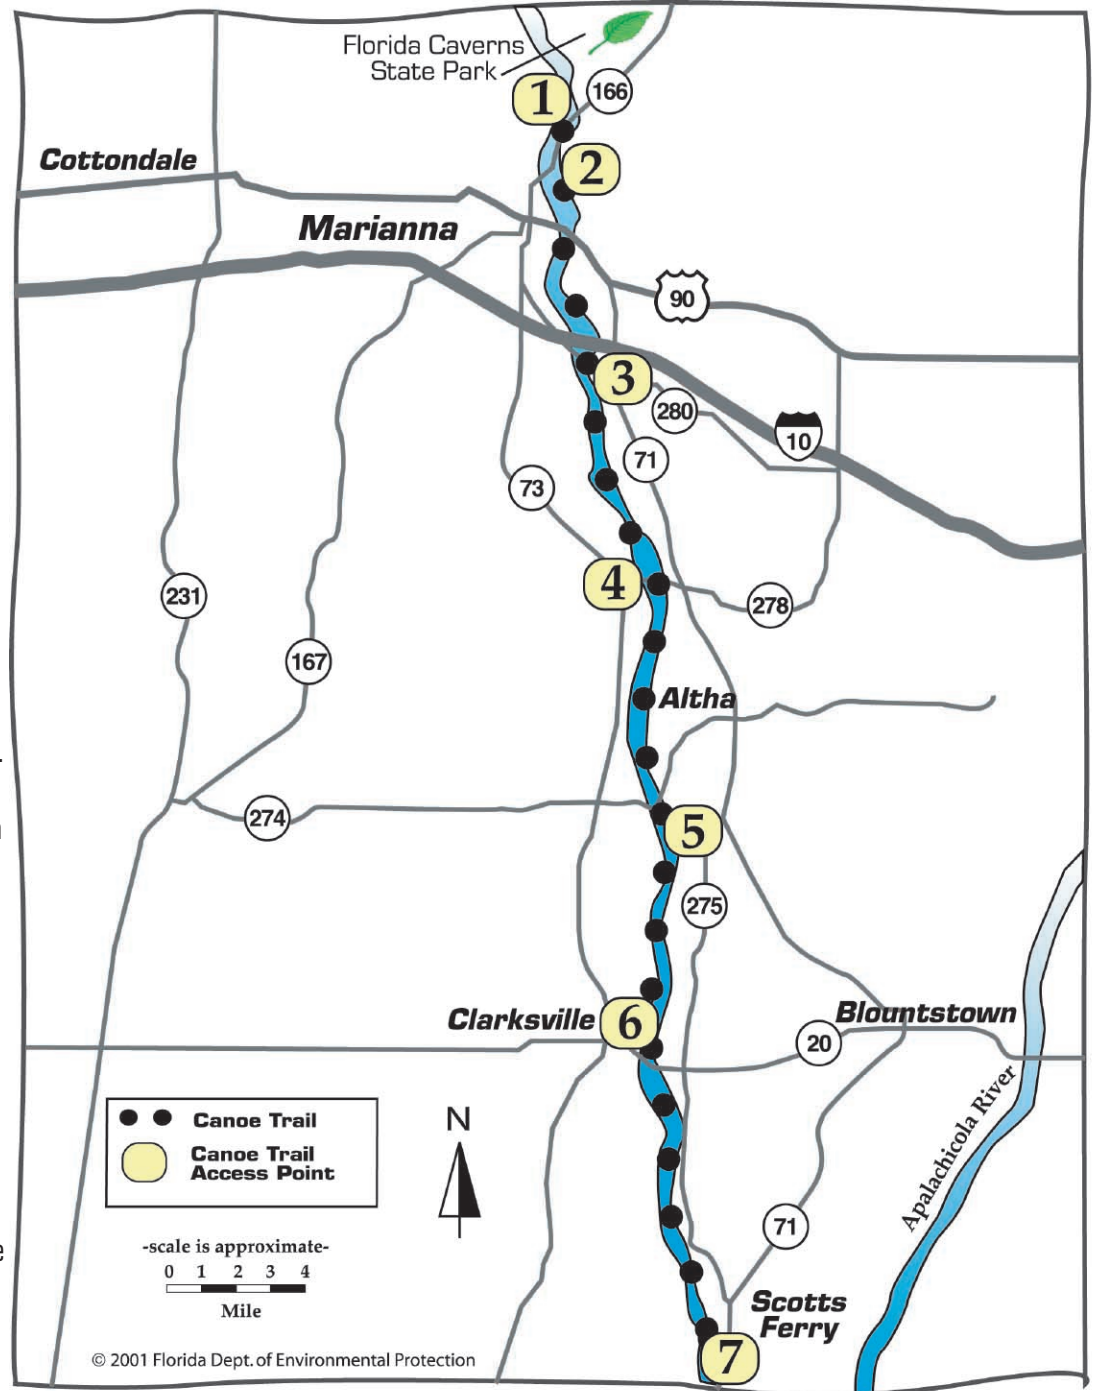 Florida Caverns
State Park
1
166
2
Cottondale
Marianna
90
3
280
10
71
73
4
278
231
167
Altha
274
5
275
Clarksville
6
Blountstown
20
Apalachicola River
Canoe Trail
Canoe Trail
Access Point
N
71
-scale is approximate-
0 1 2 3 4
Mile
Scotts
Ferry
7
© 2001 Florida Dept. of Environmental Protection